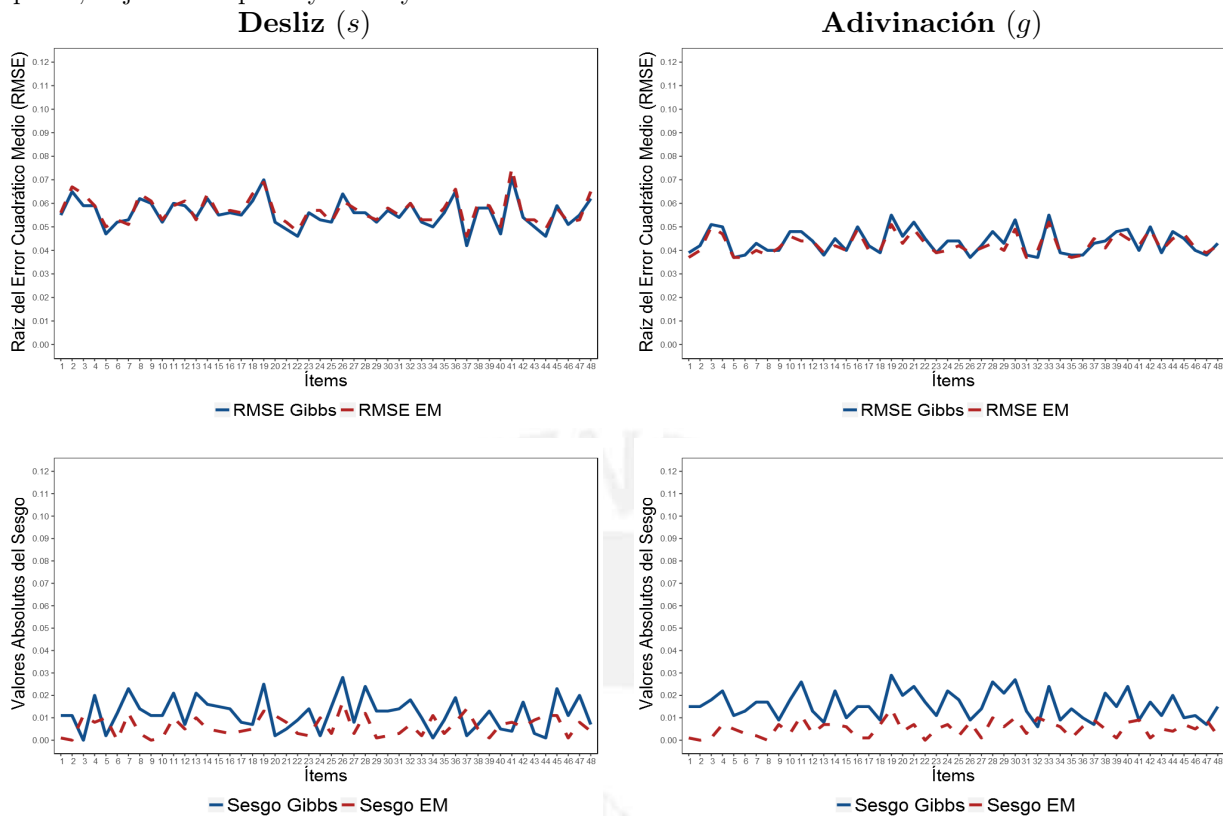 Desliz (s)
Adivinación (g)
Raíz del Error Cuadrático Medio (RMSE)
0.12
0.11
0.10
0.09
0.08
0.07
0.06
0.05
0.04
0.03
0.02
0.01
0.00
1 2 3 4 5 6 7 8 9 10 11 12 13 14 15 16 17 18 19 20 21 22 23 24 25 26 27 28 29 30 31 32 33 34 35 36 37 38 39 40 41 42 43 44 45 46 47 48
Ítems
RMSE Gibbs RMSE EM
Raíz del Error Cuadrático Medio (RMSE)
0.12
0.11
0.10
0.09
0.08
0.07
0.06
0.05
0.04
0.03
0.02
0.01
0.00
1 2 3 4 5 6 7 8 9 10 11 12 13 14 15 16 17 18 19 20 21 22 23 24 25 26 27 28 29 30 31 32 33 34 35 36 37 38 39 40 41 42 43 44 45 46 47 48
Ítems
RMSE Gibbs RMSE EM
Valores Absolutos del Sesgo
0.12
0.11
0.10
0.09
0.08
0.07
0.06
0.05
0.04
0.03
0.02
0.01
0.00
1 2 3 4 5 6 7 8 9 10 11 12 13 14 15 16 17 18 19 20 21 22 23 24 25 26 27 28 29 30 31 32 33 34 35 36 37 38 39 40 41 42 43 44 45 46 47 48
Ítems
Sesgo Gibbs Sesgo EM
Valores Absolutos del Sesgo
0.12
0.11
0.10
0.09
0.08
0.07
0.06
0.05
0.04
0.03
0.02
0.01
0.00
1 2 3 4 5 6 7 8 9 10 11 12 13 14 15 16 17 18 19 20 21 22 23 24 25 26 27 28 29 30 31 32 33 34 35 36 37 38 39 40 41 42 43 44 45 46 47 48
Ítems
Sesgo Gibbs Sesgo EM